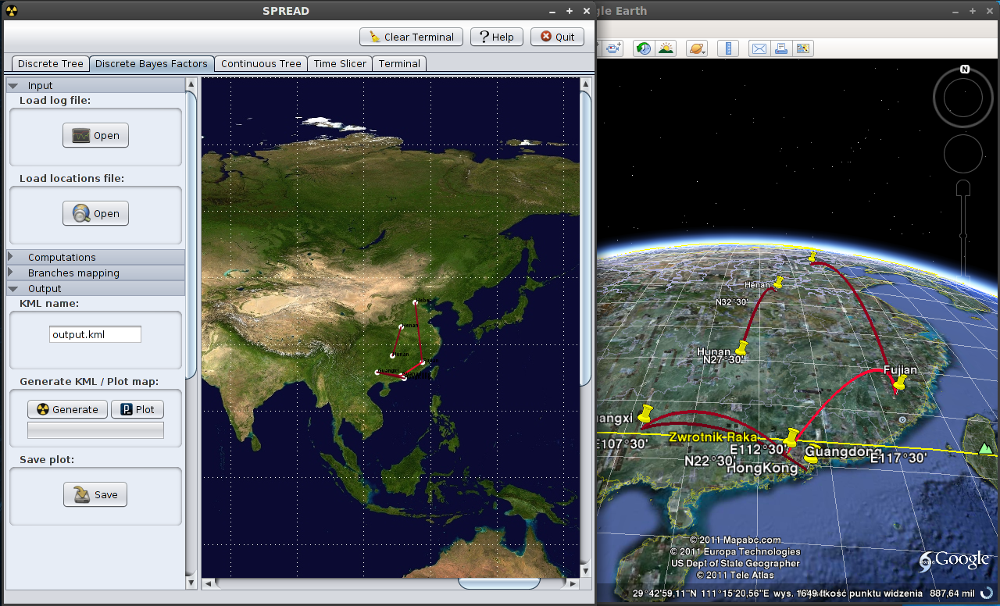 SPREAD
Clear Terminal
Help
Quit
Discrete Tree
Discrete Bayes Factors
Continuous Tree
Time Slicer
Terminal
Input
Load log file:
Open
Load locations file:
Open
Computations
Branches mapping
Output
KML name:
output.kml
Generate KML / Plot map:
Generate
Plot
Save plot:
Save
Hebei
Henan
Hunan
Guangxi
gle Earth
N
Henan
N32°30'
Hunan
N27°30'
Fujian
angxi
E107°30'
Zwrotnik-Raka
E112°30'
Guangdong
E117°30'
N22°30'
HongKong
© 2011 Mapabc.com
© 2011 Europa Technologies
US Dept of State Geographer
© 2011 Tele Atlas
Google
29°42'59,11"N 111°15'20,56"E wys. 1649 punktu widzenia 887,64 mil